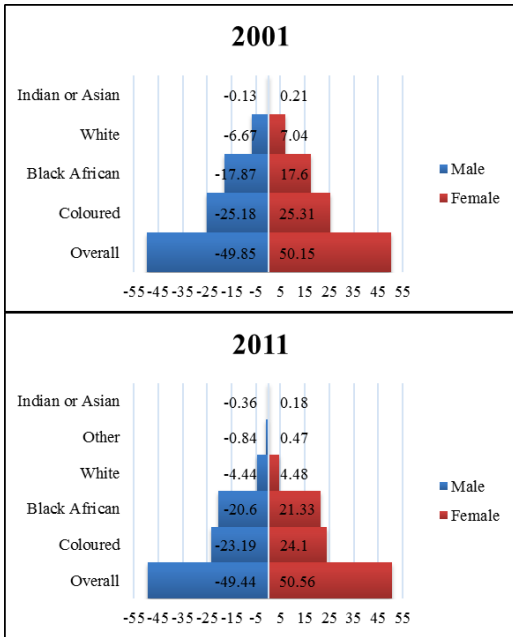 2001
Indian or Asian -0.13 0.21
White -6.67 7.04
Black African -17.87 17.6
Coloured -25.18 25.31
Overall -49.85 50.15
-55 -45 -35 -25 -15 -5 5 15 25 35 45 55
Male
Female
2011
Indian or Asian -0.36 0.18
Other -0.84 0.47
White -4.44 4.48
Black African -20.6 21.33
Coloured -23.19 24.1
Overall -49.44 50.56
-55 -45 -35 -25 -15 -5 5 15 25 35 45 55
Male
Female